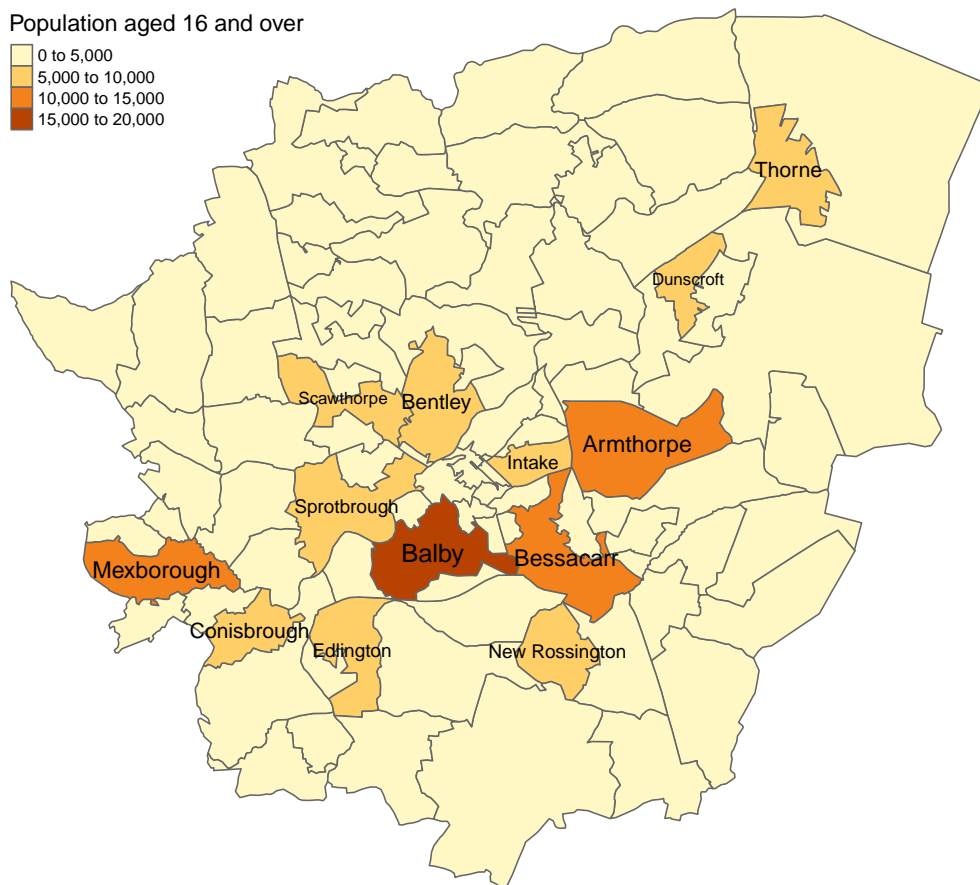 Population aged 16 and over
0 to 5,000
5,000 to 10,000
10,000 to 15,000
15,000 to 20,000
Thorne
Dunscroft
Scawthorpe
Bentley
Armthorpe
Intake
Sprotbrough
Balby
Bessacarr
Mexborough
Conisbrough
Edlington
New Rossington